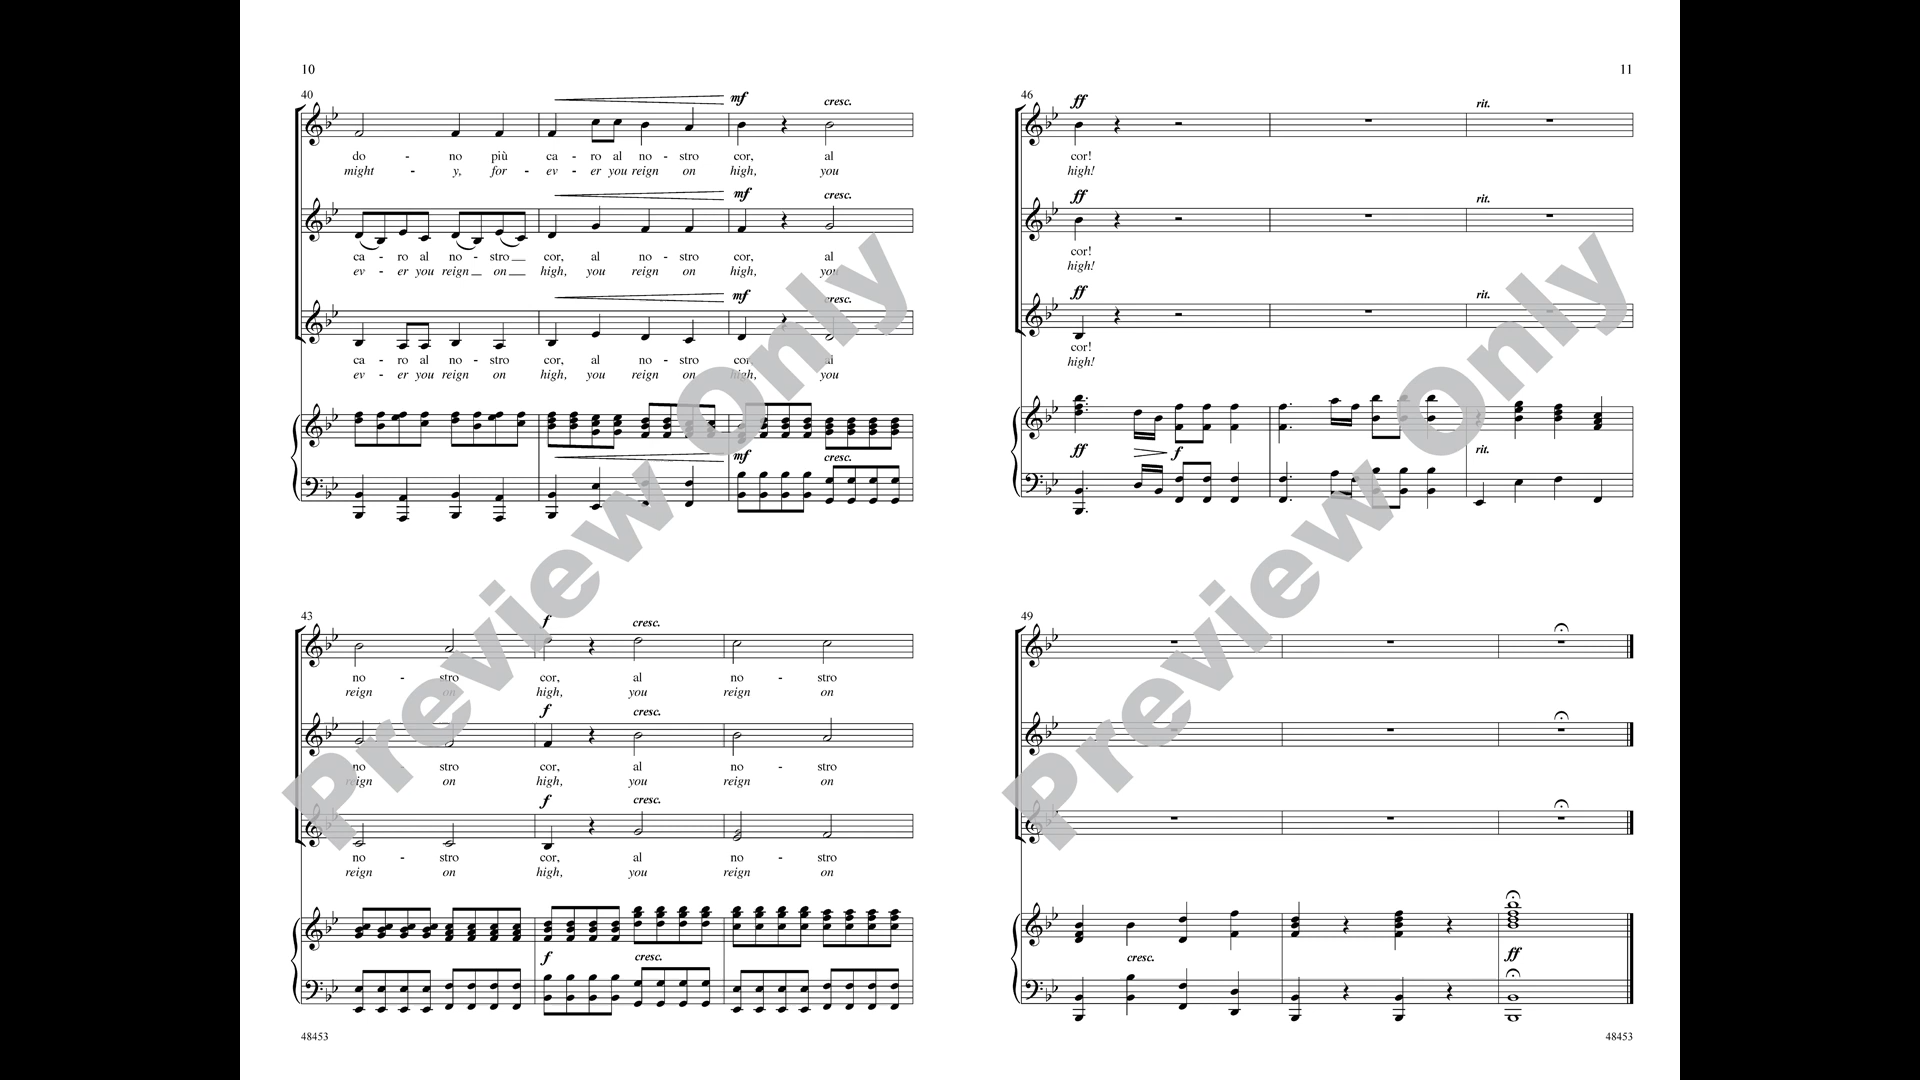 10
40
mf cresc.
do - no più ca - ro al no - stro cor, al
might - y, for - ev - er you reign on high, you
mf cresc.
ca - ro al no - stro cor, al no - stro cor, al
ev - er you reign on high, you reign on high, you
mf cresc.
ca - ro al no - stro cor, al no - stro cor, al
ev - er you reign on high, you reign on high, you
mf cresc.
43
f cresc.
no - stro cor, al no - stro
reign on high, you reign on
f cresc.
no - stro cor, al no - stro
reign on high, you reign on
f cresc.
no - stro cor, al no - stro
reign on high, you reign on
f cresc.
48453
Preview Only
11
46
ff rit.
cor!
high!
ff rit.
cor!
high!
ff rit.
cor!
high!
ff f rit.
49
cresc. ff
48453
Preview Only